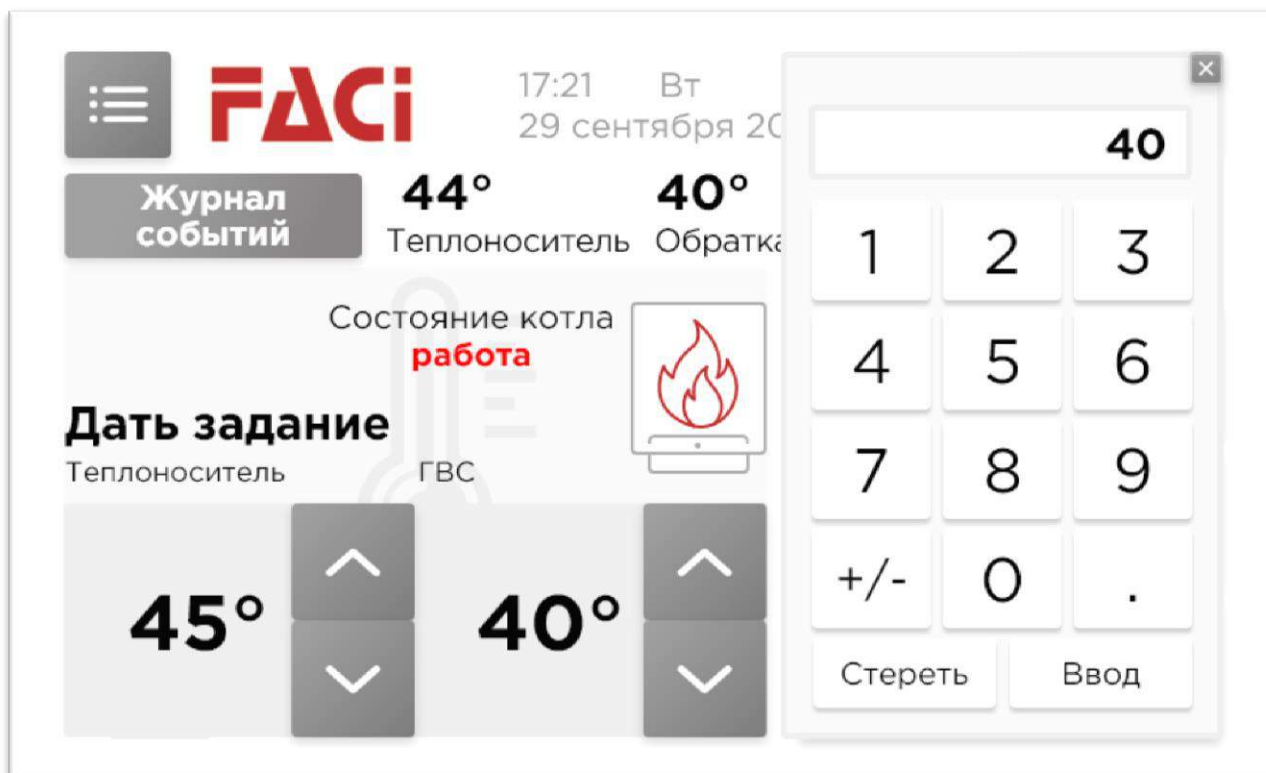 FACi
17:21 Вт
29 сентября 20
Журнал
событий
44°
Теплоноситель
40°
Обратка
Состояние котла
работа
Дать задание
Теплоноситель
ГВС
45°
40°
×
40
1 2 3
4 5 6
7 8 9
+/- 0 .
Стереть Ввод